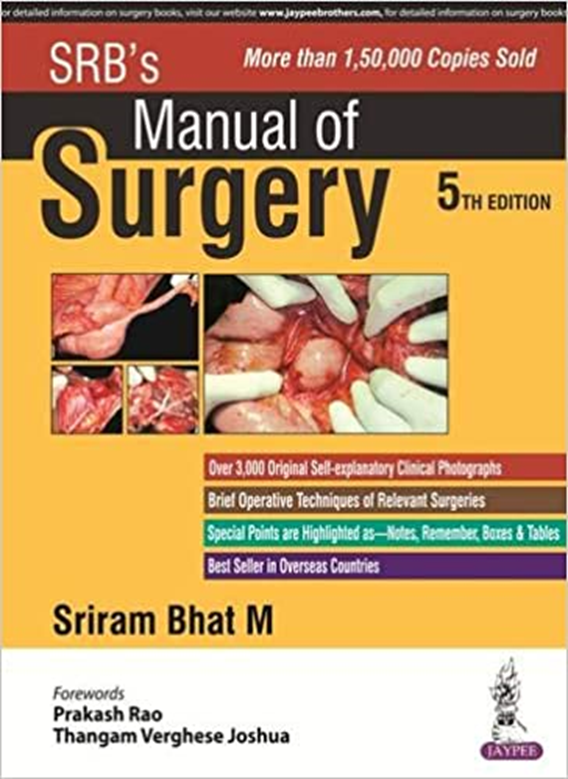 or detailed information on surgery books, visit our website www.jaypeebrothers.com, for detailed information on surgery book
SRB's
More than 1,50,000 Copies Sold
Manual of
Surgery
5TH EDITION
Over 3,000 Original Self-explanatory Clinical Photographs
Brief Operative Techniques of Relevant Surgeries
Special Points are Highlighted as—Notes, Remember, Boxes & Tables
Best Seller in Overseas Countries
Sriram Bhat M
Forewords
Prakash Rao
Thangam Verghese Joshua
JAYPEE